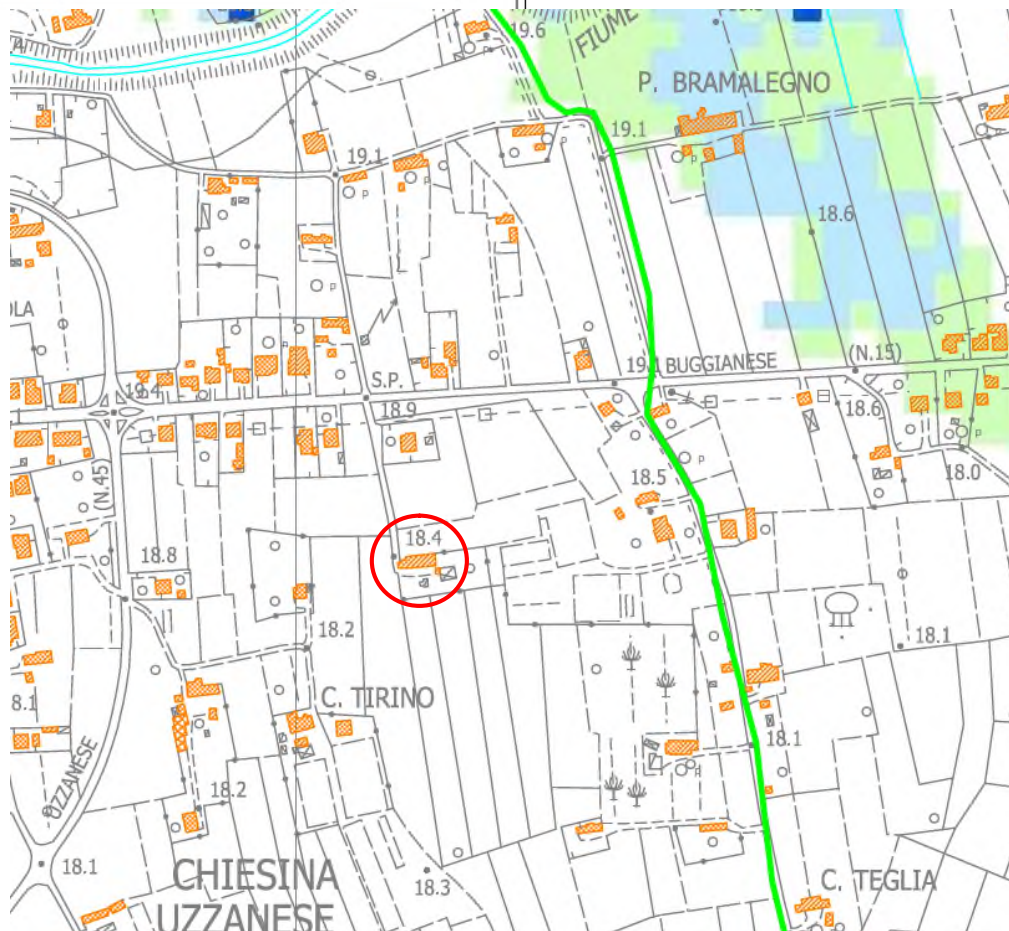 19.6
FIUME
P. BRAMALEGNO
19.1
19.1
P
P
P
P
18.6
P
OLA
19.1 BUGGIANESE
(N.15)
S.P.
19.4
18.9
18.6
P
(N.45)
18.5
P
18.0
18.4
18.8
18.2
18.1
8.1
C. TIRINO
UZZANESE
18.1
P
18.2
18.1
CHIESINA
UZZANESE
18.3
C. TEGLIA